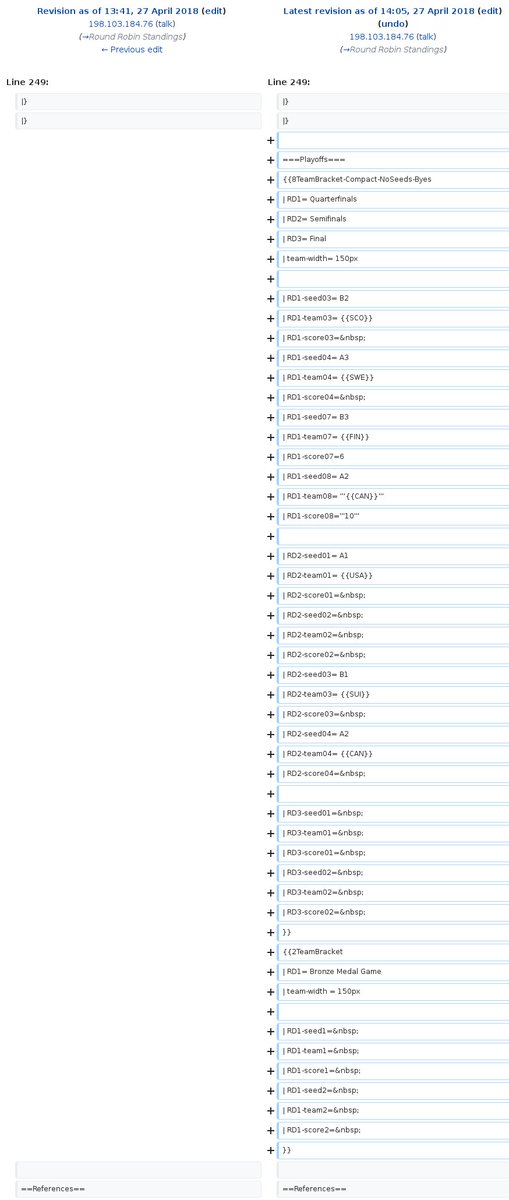 Revision as of 13:41, 27 April 2018 (edit)
198.103.184.76 (talk)
(→Round Robin Standings)
← Previous edit
Latest revision as of 14:05, 27 April 2018 (edit)
(undo)
198.103.184.76 (talk)
(→Round Robin Standings)
Line 249:
Line 249:
|}
|}
|}
|}
+
+ ===Playoffs===
+ {{8TeamBracket-Compact-NoSeeds-Byes
+ | RD1= Quarterfinals
+ | RD2= Semifinals
+ | RD3= Final
+ | team-width= 150px
+
+ | RD1-seed03= B2
+ | RD1-team03= {{SCO}}
+ | RD1-score03=&nbsp;
+ | RD1-seed04= A3
+ | RD1-team04= {{SWE}}
+ | RD1-score04=&nbsp;
+ | RD1-seed07= B3
+ | RD1-team07= {{FIN}}
+ | RD1-score07=6
+ | RD1-seed08= A2
+ | RD1-team08= '''{{CAN}}'''
+ | RD1-score08='''10'''
+
+ | RD2-seed01= A1
+ | RD2-team01= {{USA}}
+ | RD2-score01=&nbsp;
+ | RD2-seed02=&nbsp;
+ | RD2-team02=&nbsp;
+ | RD2-score02=&nbsp;
+ | RD2-seed03= B1
+ | RD2-team03= {{SUI}}
+ | RD2-score03=&nbsp;
+ | RD2-seed04= A2
+ | RD2-team04= {{CAN}}
+ | RD2-score04=&nbsp;
+
+ | RD3-seed01=&nbsp;
+ | RD3-team01=&nbsp;
+ | RD3-score01=&nbsp;
+ | RD3-seed02=&nbsp;
+ | RD3-team02=&nbsp;
+ | RD3-score02=&nbsp;
+ }}
+ {{2TeamBracket
+ | RD1= Bronze Medal Game
+ | team-width = 150px
+
+ | RD1-seed1=&nbsp;
+ | RD1-team1=&nbsp;
+ | RD1-score1=&nbsp;
+ | RD1-seed2=&nbsp;
+ | RD1-team2=&nbsp;
+ | RD1-score2=&nbsp;
+ }}
==References==
==References==